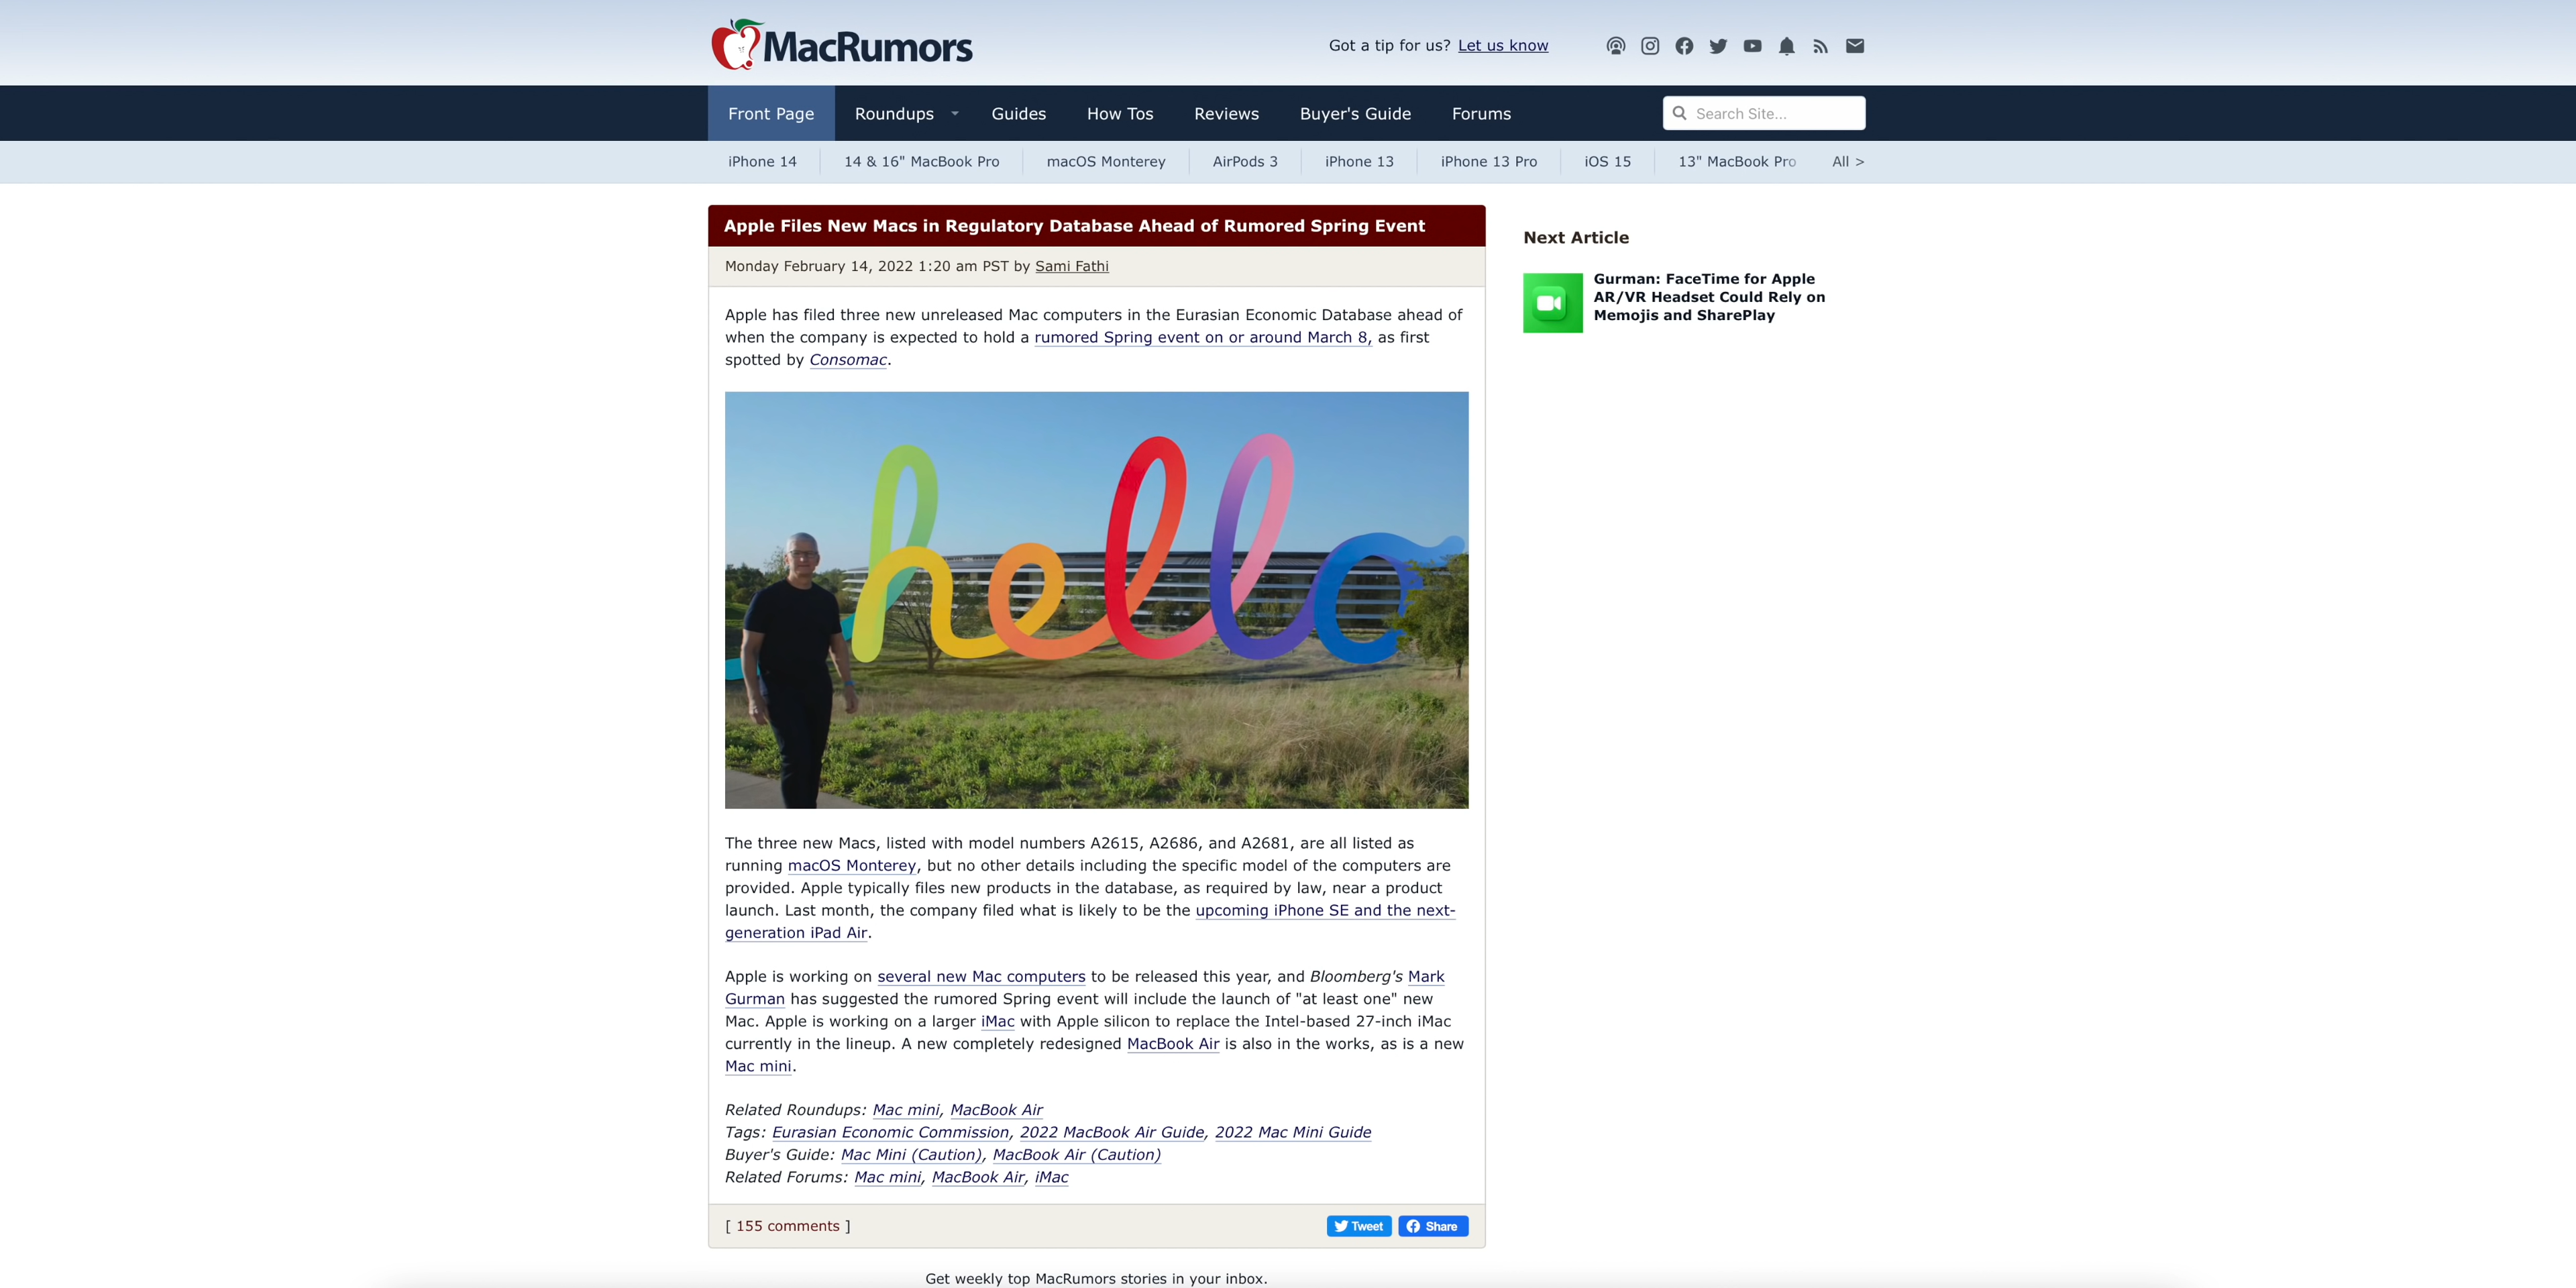 MacRumors
Got a tip for us? Let us know
Front Page
Roundups
Guides
How Tos
Reviews
Buyer's Guide
Forums
Search Site...
iPhone 14
14 & 16" MacBook Pro
macOS Monterey
AirPods 3
iPhone 13
iPhone 13 Pro
iOS 15
13" MacBook Pro
All >
Apple Files New Macs in Regulatory Database Ahead of Rumored Spring Event
Monday February 14, 2022 1:20 am PST by Sami Fathi
Apple has filed three new unreleased Mac computers in the Eurasian Economic Database ahead of
when the company is expected to hold a rumored Spring event on or around March 8, as first
spotted by Consomac.
hello
The three new Macs, listed with model numbers A2615, A2686, and A2681, are all listed as
running macOS Monterey, but no other details including the specific model of the computers are
provided. Apple typically files new products in the database, as required by law, near a product
launch. Last month, the company filed what is likely to be the upcoming iPhone SE and the next-
generation iPad Air.
Apple is working on several new Mac computers to be released this year, and Bloomberg's Mark
Gurman has suggested the rumored Spring event will include the launch of "at least one" new
Mac. Apple is working on a larger iMac with Apple silicon to replace the Intel-based 27-inch iMac
currently in the lineup. A new completely redesigned MacBook Air is also in the works, as is a new
Mac mini.
Related Roundups: Mac mini, MacBook Air
Tags: Eurasian Economic Commission, 2022 MacBook Air Guide, 2022 Mac Mini Guide
Buyer's Guide: Mac Mini (Caution), MacBook Air (Caution)
Related Forums: Mac mini, MacBook Air, iMac
[ 155 comments ]
Tweet
Share
Get weekly top MacRumors stories in your inbox.
Next Article
Gurman: FaceTime for Apple
AR/VR Headset Could Rely on
Memojis and SharePlay